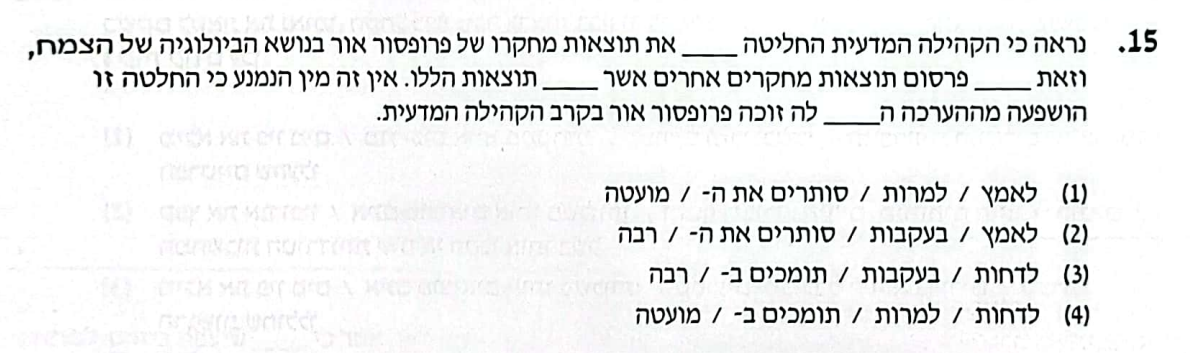 15. נראה כי הקהילה המדעית החליטה ____ את תוצאות מחקרו של פרופסור אור בנושא הביולוגיה של הצמח,
וזאת ____ פרסום תוצאות מחקרים אחרים אשר ____ תוצאות הללו. אין זה מין הנמנע כי החלטה זו
הושפעה מההערכה ה____ לה זוכה פרופסור אור בקרב הקהילה המדעית.
(1) לאמץ / למרות / סותרים את ה- / מועטה
(2) לאמץ / בעקבות / סותרים את ה- / רבה
(3) לדחות / בעקבות / תומכים ב- / רבה
(4) לדחות / למרות / תומכים ב- / מועטה